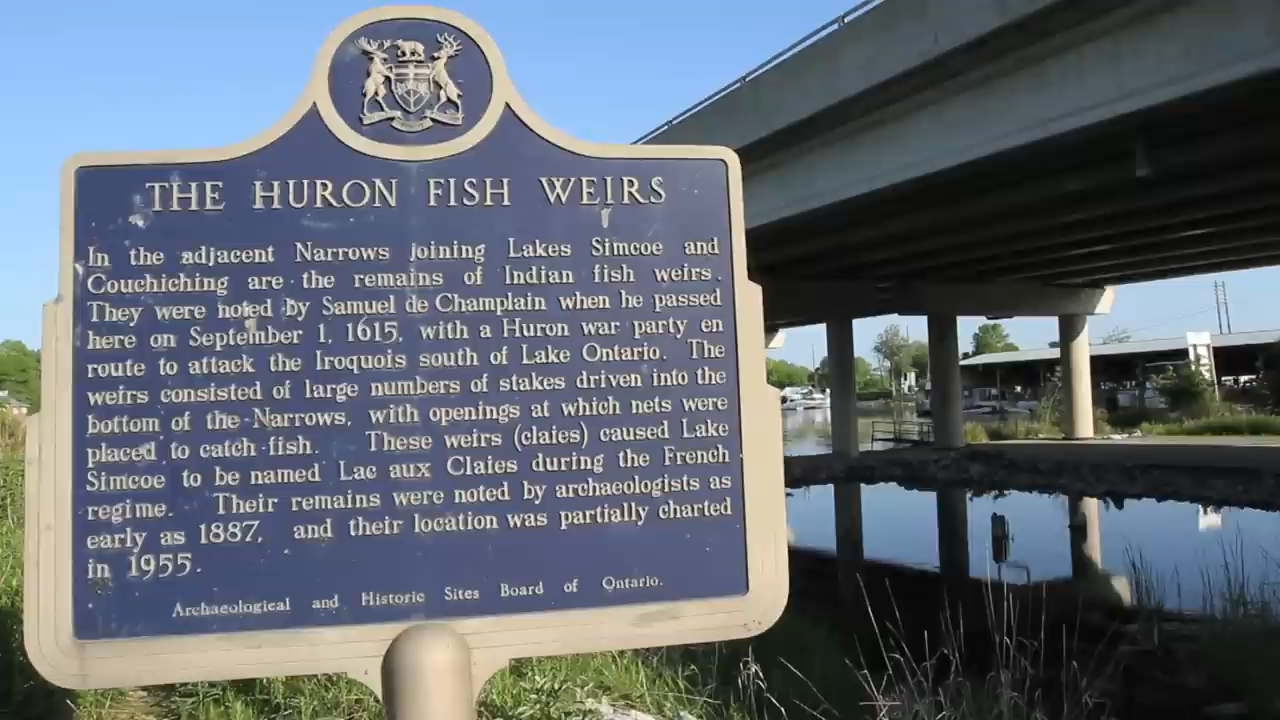 THE HURON FISH WEIRS
In the adjacent Narrows joining Lakes Simcoe and
Couchiching are the remains of Indian fish weirs.
They were noted by Samuel de Champlain when he passed
here on September 1, 1615, with a Huron war party en
route to attack the Iroquois south of Lake Ontario. The
weirs consisted of large numbers of stakes driven into the
bottom of the Narrows, with openings at which nets were
placed to catch fish. These weirs (claies) caused Lake
Simcoe to be named Lac aux Claies during the French
regime. Their remains were noted by archaeologists as
early as 1887, and their location was partially charted
in 1955.
Archaeological and Historic Sites Board of Ontario.